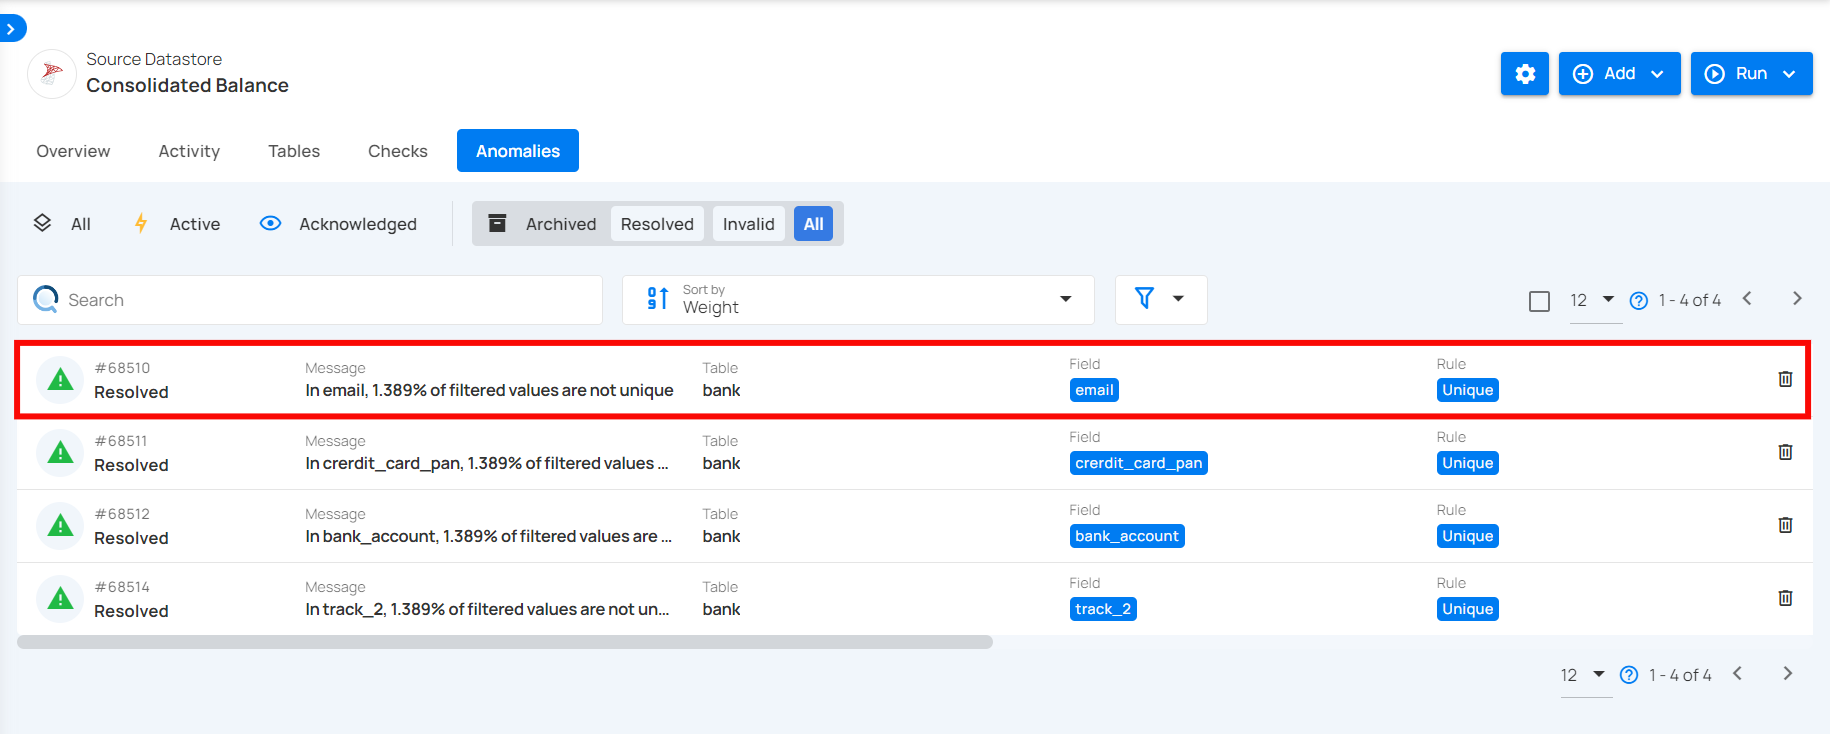 Source Datastore
Consolidated Balance
Add
Run
Overview Activity Tables Checks Anomalies
All Active Acknowledged Archived Resolved Invalid All
Search
Sort by
Weight
12 1 - 4 of 4
#68510 Message Table Field Rule
Resolved In email, 1.389% of filtered values are not unique bank email Unique
#68511 Message Table Field Rule
Resolved In crerdit_card_pan, 1.389% of filtered values ... bank crerdit_card_pan Unique
#68512 Message Table Field Rule
Resolved In bank_account, 1.389% of filtered values are ... bank bank_account Unique
#68514 Message Table Field Rule
Resolved In track_2, 1.389% of filtered values are not un... bank track_2 Unique
12 1 - 4 of 4